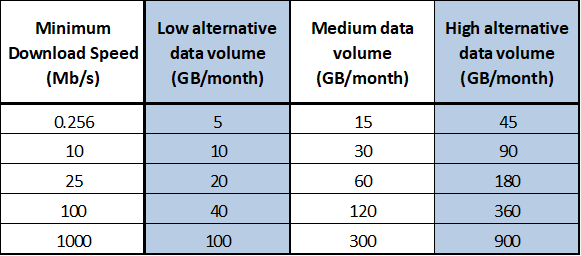 Minimum Download Speed (Mb/s) Low alternative data volume (GB/month) Medium data volume (GB/month) High alternative data volume (GB/month)
0.256 5 15 45
10 10 30 90
25 20 60 180
100 40 120 360
1000 100 300 900